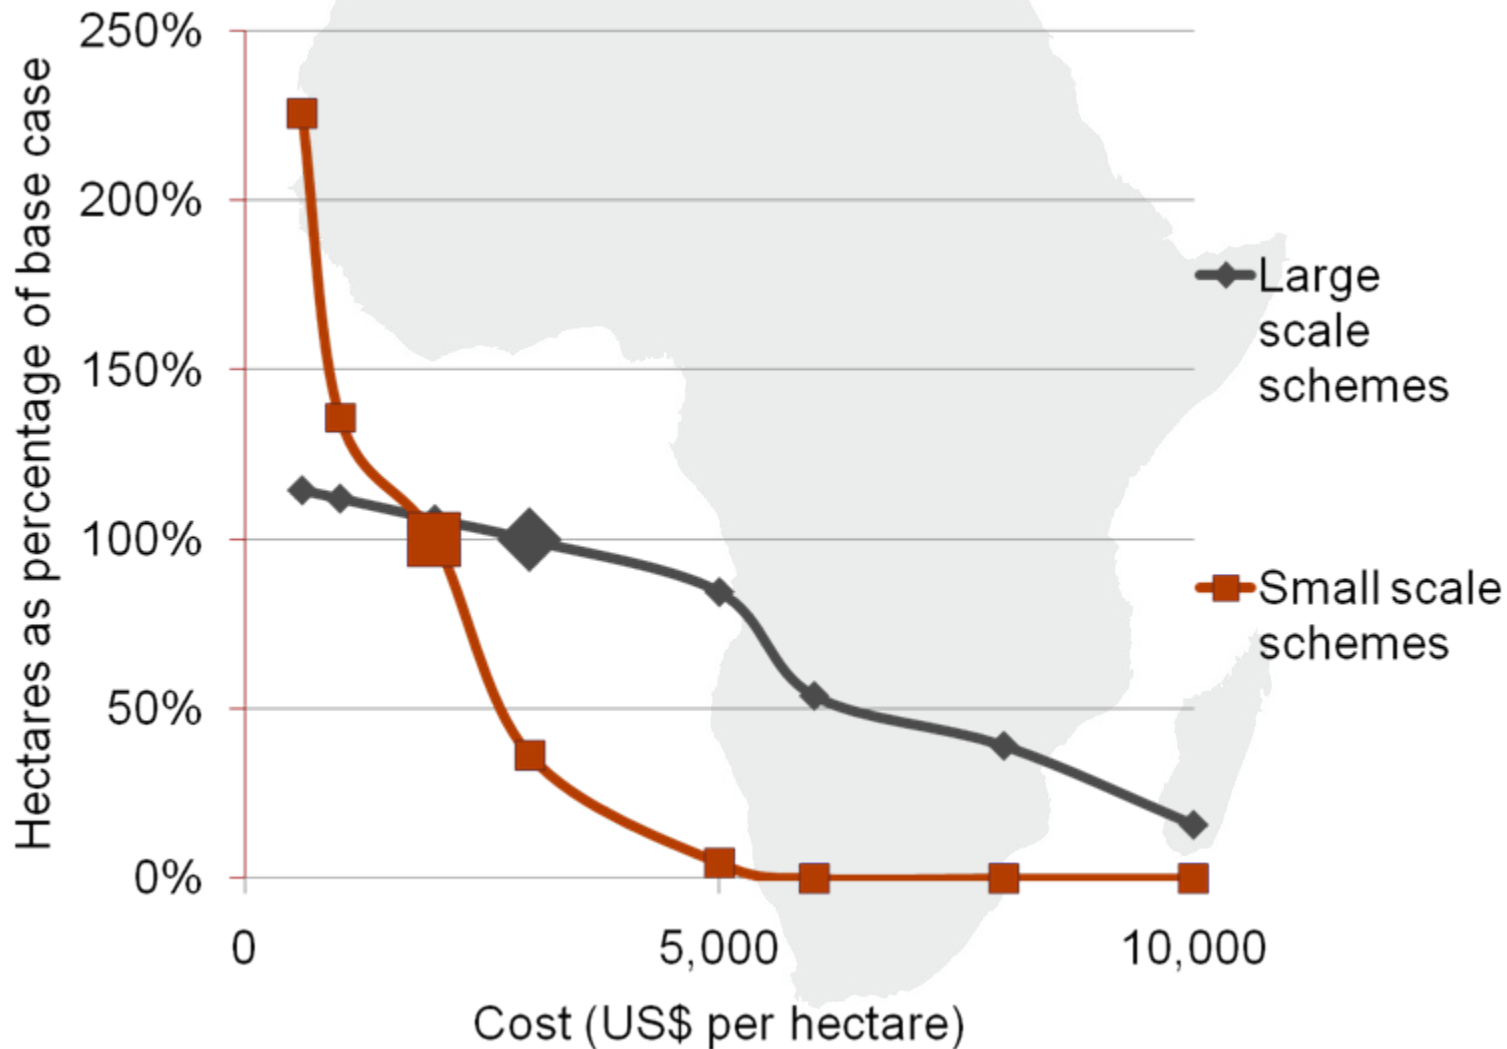 Hectares as percentage of base case
250%
200%
150%
100%
50%
0%
0
5,000
10,000
Cost (US$ per hectare)
Large
scale
schemes
Small scale
schemes